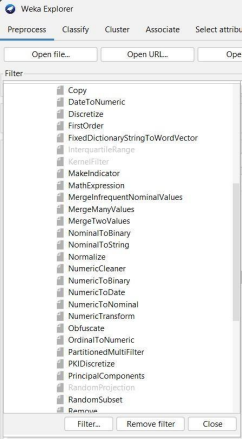 Weka Explorer
Preprocess Classify Cluster Associate Select attribu
Open file... Open URL... Ope
Filter
Copy
DateToNumeric
Discretize
FirstOrder
FixedDictionaryStringToWordVector
InterquartileRange
KernelFilter
MakeIndicator
MathExpression
MergeInfrequentNominalValues
MergeManyValues
MergeTwoValues
NominalToBinary
NominalToString
Normalize
NumericCleaner
NumericToBinary
NumericToDate
NumericToNominal
NumericTransform
Obfuscate
OrdinalToNumeric
PartitionedMultiFilter
PKIDiscretize
PrincipalComponents
RandomProjection
RandomSubset
Remove
Filter... Remove filter Close